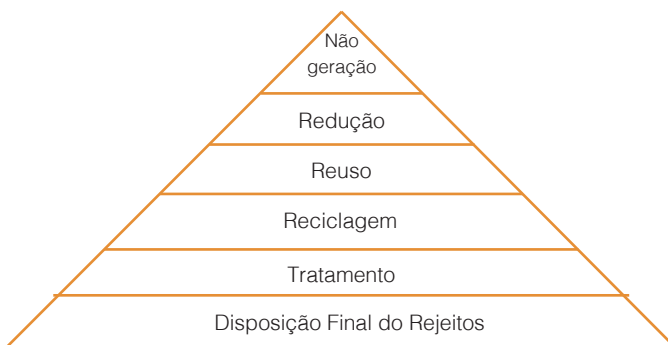 Não
geração
Redução
Reuso
Reciclagem
Tratamento
Disposição Final do Rejeitos